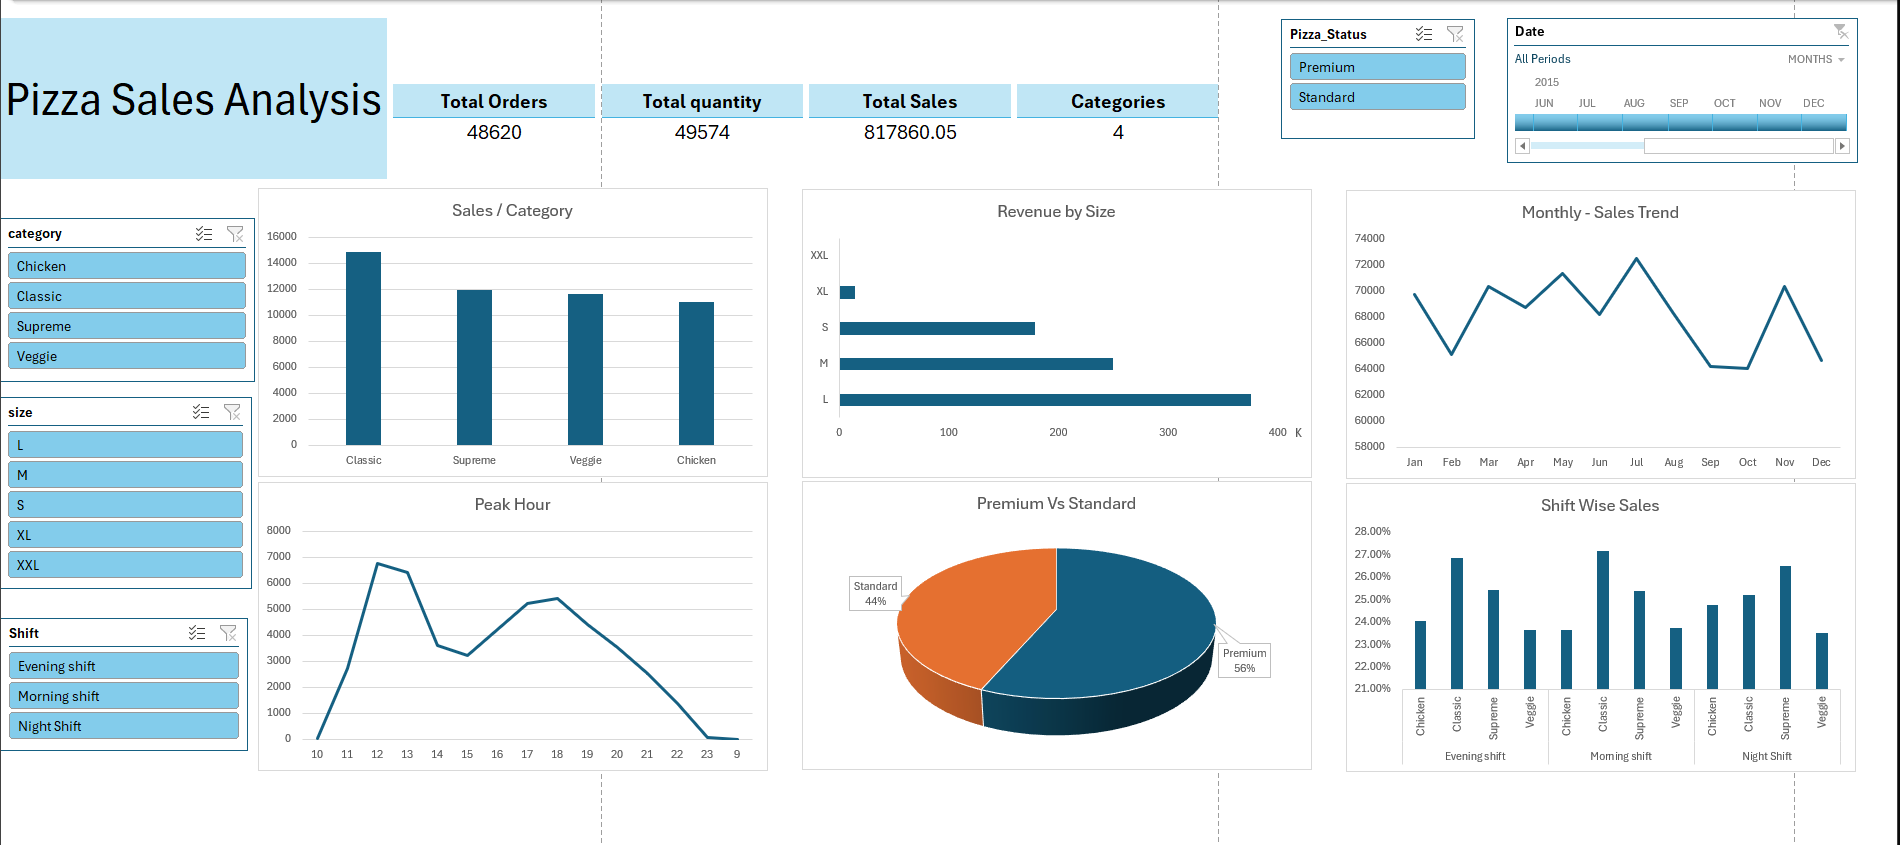 Pizza Sales Analysis
Total Orders
48620
Total quantity
49574
Total Sales
817860.05
Categories
4
Pizza_Status
Premium
Standard
Date
All Periods
MONTHS
2015
JUN JUL AUG SEP OCT NOV DEC
category
Chicken
Classic
Supreme
Veggie
size
L
M
S
XL
XXL
Shift
Evening shift
Morning shift
Night Shift
Sales / Category
16000
14000
12000
10000
8000
6000
4000
2000
0
Classic Supreme Veggie Chicken
Revenue by Size
XXL
XL
S
M
L
0 100 200 300 400 K
Monthly - Sales Trend
74000
72000
70000
68000
66000
64000
62000
60000
58000
Jan Feb Mar Apr May Jun Jul Aug Sep Oct Nov Dec
Peak Hour
8000
7000
6000
5000
4000
3000
2000
1000
0
10 11 12 13 14 15 16 17 18 19 20 21 22 23 9
Premium Vs Standard
Standard
44%
Premium
56%
Shift Wise Sales
28.00%
27.00%
26.00%
25.00%
24.00%
23.00%
22.00%
21.00%
Chicken Classic Supreme Veggie Chicken Classic Supreme Veggie Chicken Classic Supreme Veggie
Evening shift Morning shift Night Shift